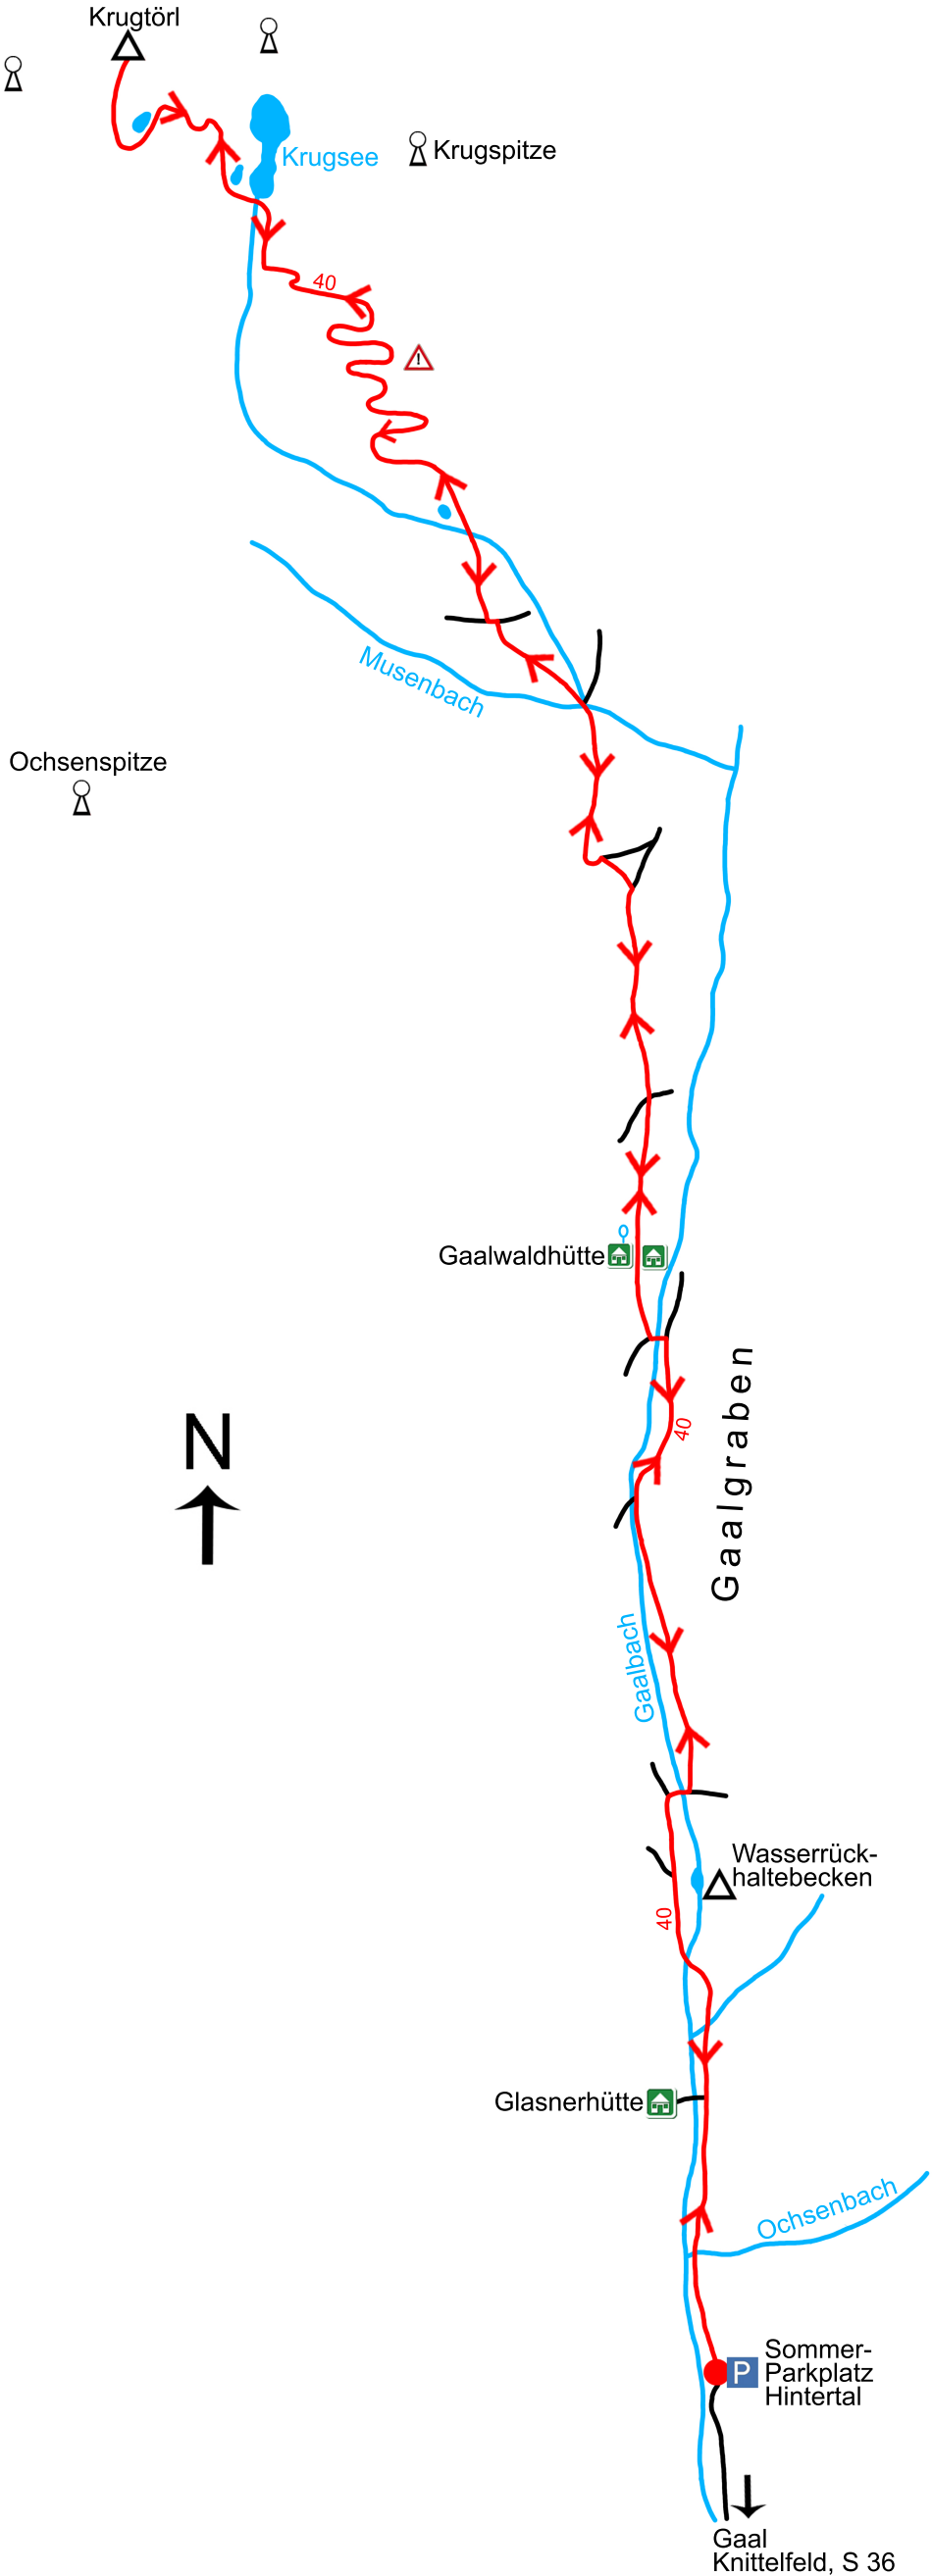 Krugtörl
Krugsee
Krugspitze
40
!
Musenbach
Ochsenspitze
Gaalwaldhütte
N
40
Gaalgraben
Gaalbach
Wasserrück-
haltebecken
40
Glasnerhütte
Ochsenbach
P
Sommer-
Parkplatz
Hintertal
Gaal
Knittelfeld, S 36